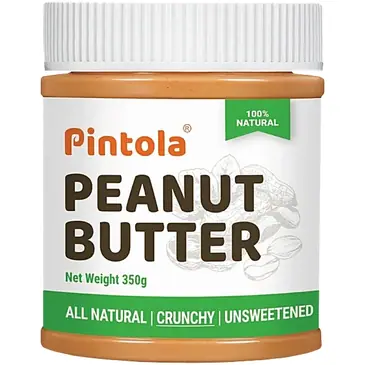 100%
NATURAL
Pintola®
PEANUT
BUTTER
Net Weight 350g
ALL NATURAL | CRUNCHY | UNSWEETENED